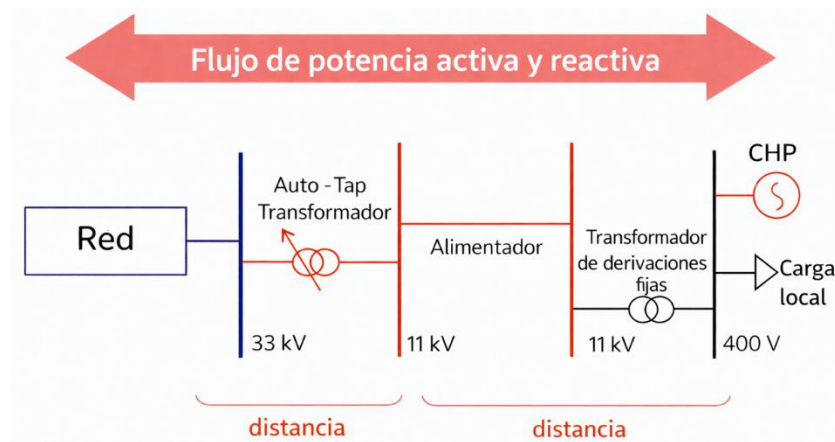 Flujo de potencia activa y reactiva
CHP
Auto - Tap
Transformador
Red
Alimentador
Transformador
de derivaciones
fijas
Carga
local
33 kV
11 kV
11 kV
400 V
distancia
distancia